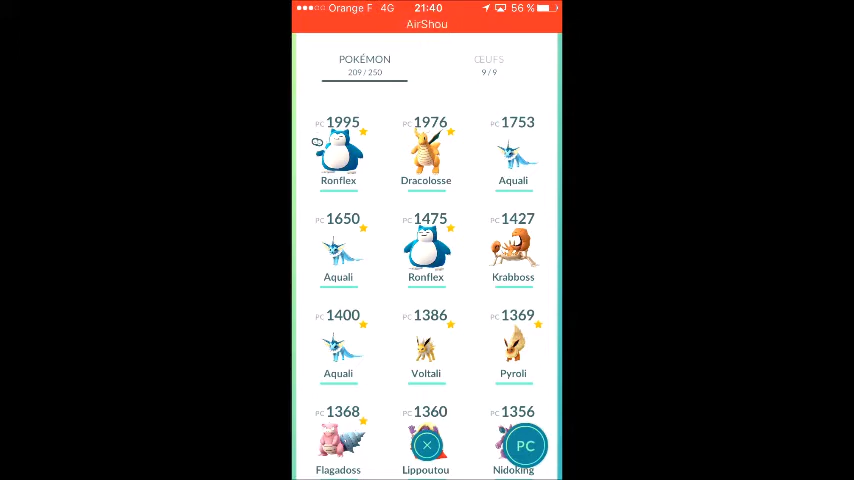 Orange F 4G 21:40 56 %
AirShou
POKÉMON ŒUFS
209 / 250 9 / 9
PC 1995 PC 1976 PC 1753
Ronflex Dracolosse Aquali
PC 1650 PC 1475 PC 1427
Aquali Ronflex Krabboss
PC 1400 PC 1386 PC 1369
Aquali Voltali Pyroli
PC 1368 PC 1360 PC 1356
PC
Flagadoss Lippoutou Nidoking